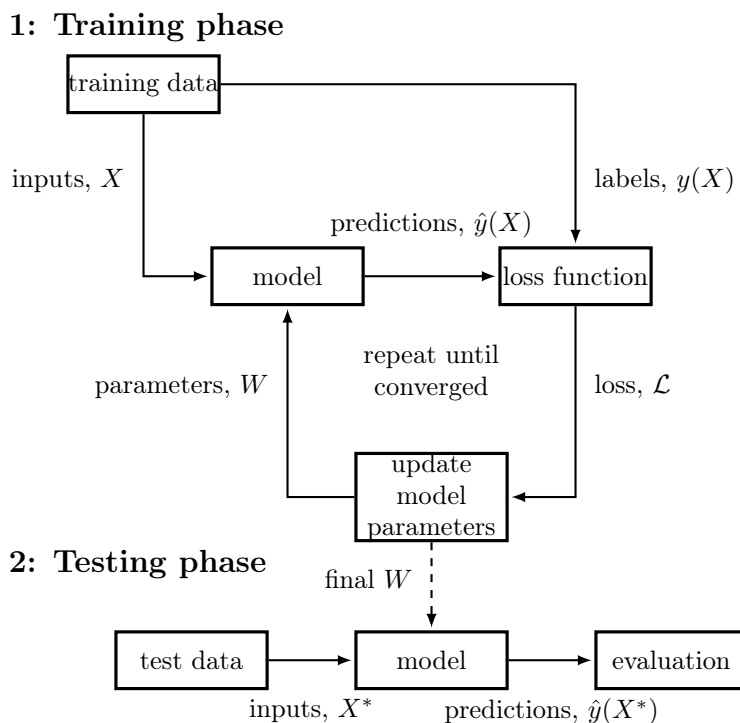 1: Training phase
training data
inputs, X
labels, y(X)
predictions, ŷ(X)
model
loss function
repeat until
converged
parameters, W
loss, ℒ
update
model
parameters
2: Testing phase
final W
test data
model
evaluation
inputs, X*
predictions, ŷ(X*)